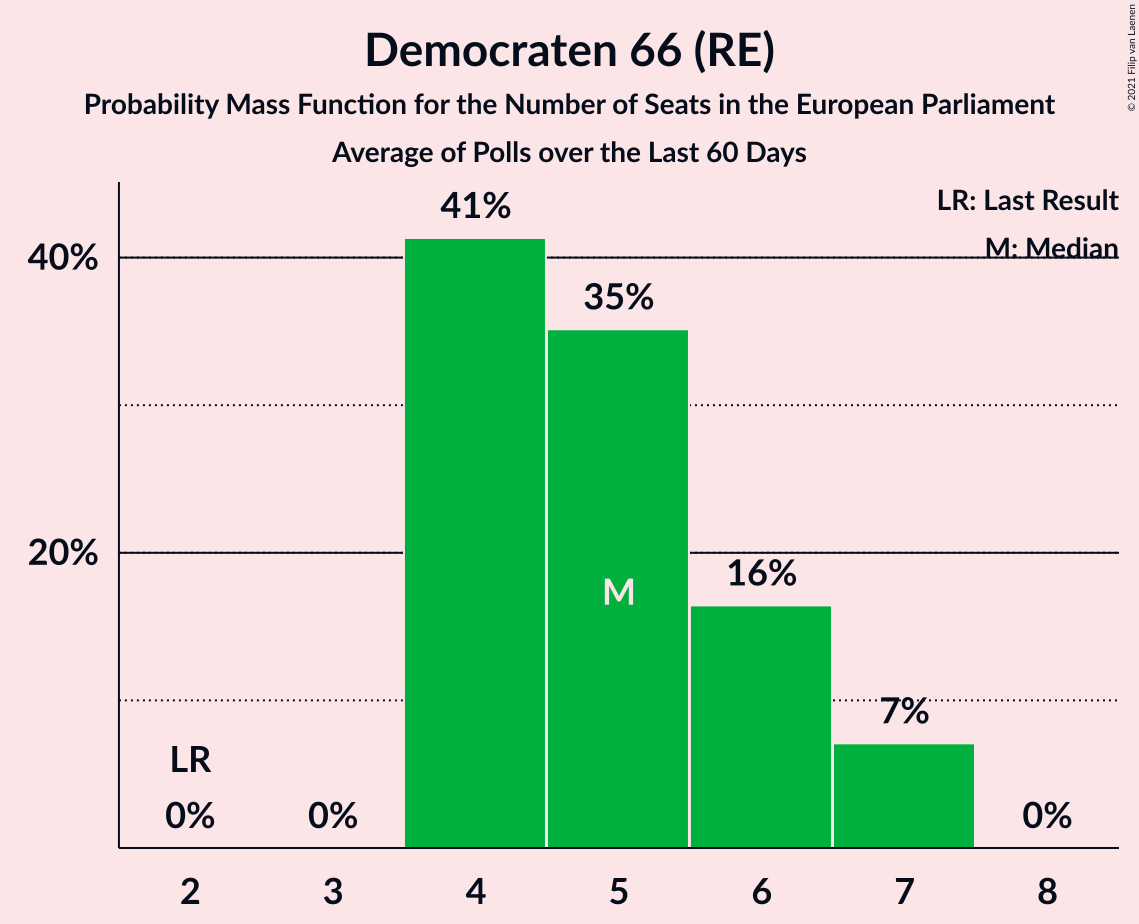 Democraten 66 (RE)
Probability Mass Function for the Number of Seats in the European Parliament
Average of Polls over the Last 60 Days
© 2021 Filip van Laenen
LR: Last Result
M: Median
41%
40%
35%
20%
16%
M
7%
LR
0%
0%
0%
2
3
4
5
6
7
8